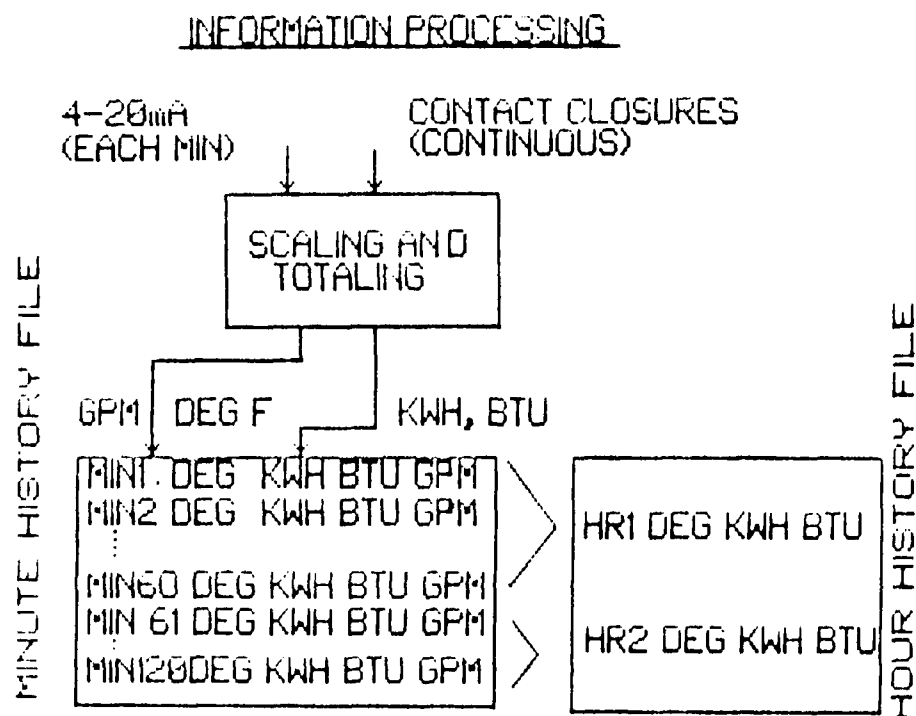 INFORMATION PROCESSING
4-20mA
(EACH MIN)
CONTACT CLOSURES
(CONTINUOUS)
SCALING AND
TOTALING
MINUTE HISTORY FILE
GPM DEG F KWH, BTU
MIN1. DEG KWH BTU GPM
MIN2 DEG KWH BTU GPM
MIN60 DEG KWH BTU GPM
MIN 61 DEG KWH BTU GPM
MIN120DEG KWH BTU GPM
HR1 DEG KWH BTU
HR2 DEG KWH BTU
HOUR HISTORY FILE